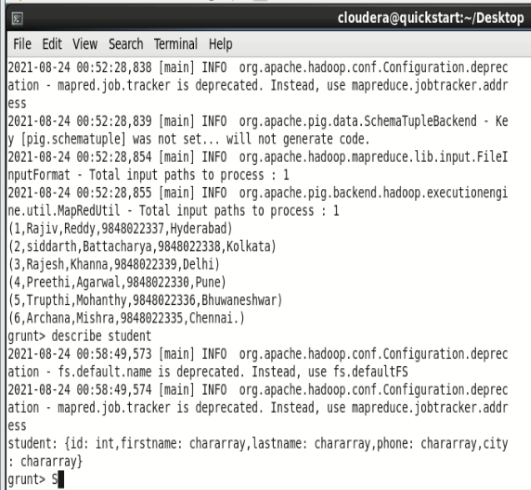 cloudera@quickstart:~/Desktop
File Edit View Search Terminal Help
2021-08-24 00:52:28,838 [main] INFO  org.apache.hadoop.conf.Configuration.deprec
ation - mapred.job.tracker is deprecated. Instead, use mapreduce.jobtracker.addr
ess
2021-08-24 00:52:28,839 [main] INFO  org.apache.pig.data.SchemaTupleBackend - Ke
y [pig.schematuple] was not set... will not generate code.
2021-08-24 00:52:28,854 [main] INFO  org.apache.hadoop.mapreduce.lib.input.FileI
nputFormat - Total input paths to process : 1
2021-08-24 00:52:28,855 [main] INFO  org.apache.pig.backend.hadoop.executionengi
ne.util.MapRedUtil - Total input paths to process : 1
(1,Rajiv,Reddy,9848022337,Hyderabad)
(2,siddarth,Battacharya,9848022338,Kolkata)
(3,Rajesh,Khanna,9848022339,Delhi)
(4,Preethi,Agarwal,9848022330,Pune)
(5,Trupthi,Mohanthy,9848022336,Bhuwaneshwar)
(6,Archana,Mishra,9848022335,Chennai.)
grunt> describe student
2021-08-24 00:58:49,573 [main] INFO  org.apache.hadoop.conf.Configuration.deprec
ation - fs.default.name is deprecated. Instead, use fs.defaultFS
2021-08-24 00:58:49,574 [main] INFO  org.apache.hadoop.conf.Configuration.deprec
ation - mapred.job.tracker is deprecated. Instead, use mapreduce.jobtracker.addr
ess
student: {id: int,firstname: chararray,lastname: chararray,phone: chararray,city
: chararray}
grunt> S